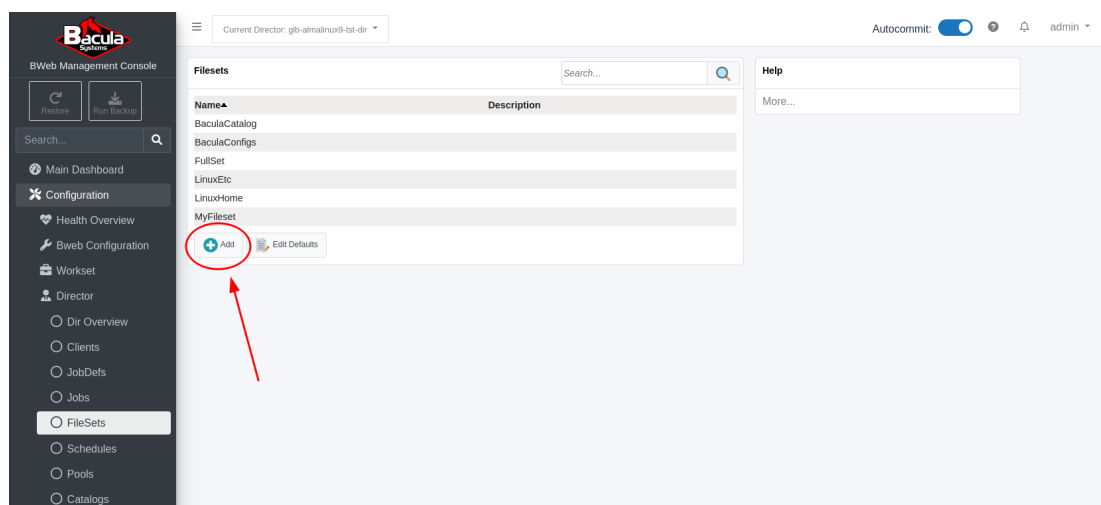 Bacula
Systems
BWeb Management Console
Restore
Run Backup
Search...
Main Dashboard
Configuration
Health Overview
Bweb Configuration
Workset
Director
Dir Overview
Clients
JobDefs
Jobs
FileSets
Schedules
Pools
Catalogs
Current Director: glb-almalinux9-tst-dir
Autocommit:
admin
Filesets
Search...
Name Description
BaculaCatalog
BaculaConfigs
FullSet
LinuxEtc
LinuxHome
MyFileset
Add
Edit Defaults
Help
More...